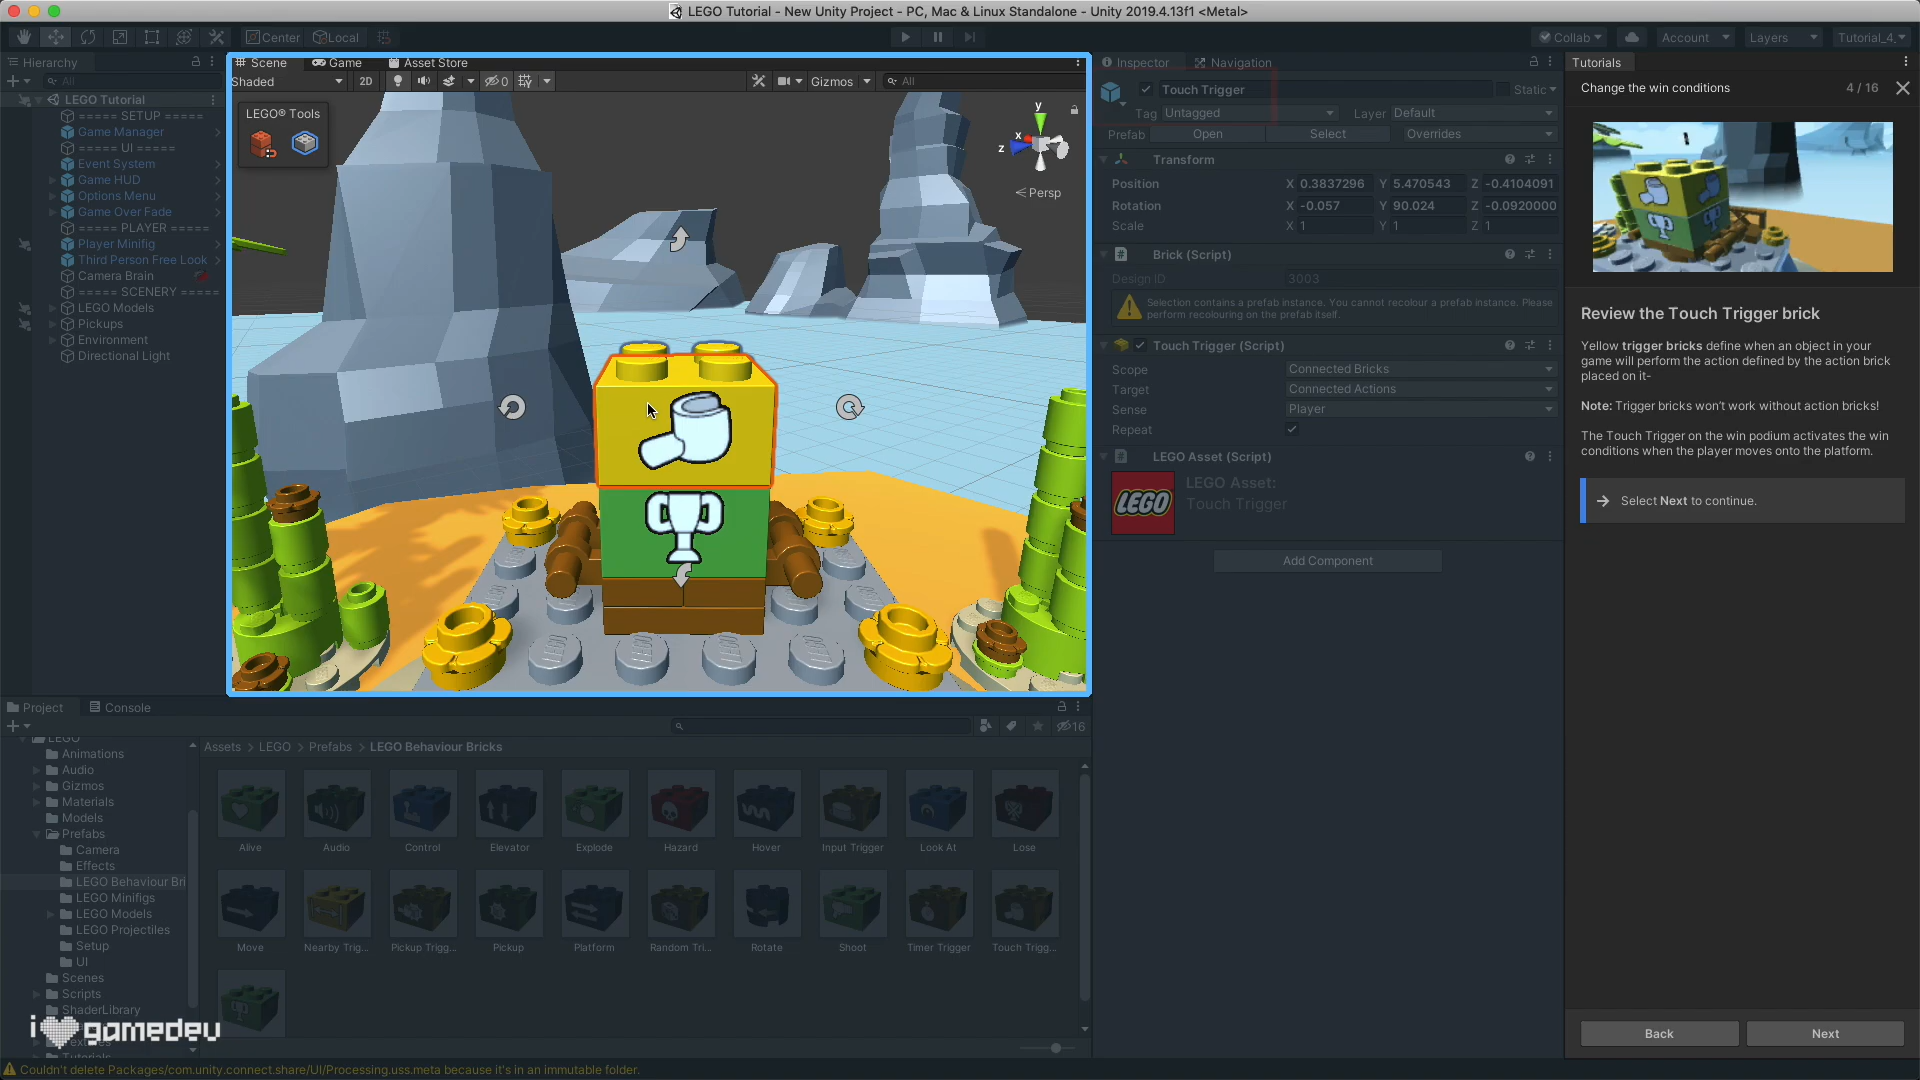 LEGO Tutorial - New Unity Project - PC, Mac & Linux Standalone - Unity 2019.4.13f1 <Metal>
Center Local
Collab Account Layers Tutorial_4
Hierarchy
All
LEGO Tutorial
===== SETUP =====
Game Manager
===== UI =====
Event System
Game HUD
Options Menu
Game Over Fade
===== PLAYER =====
Player Minifig
Third Person Free Look
Camera Brain
===== SCENERY =====
LEGO Models
Pickups
Environment
Directional Light
Scene Game Asset Store
Shaded 2D 0 Gizmos All
LEGO® Tools
y
x
z
Persp
Inspector Navigation
Touch Trigger Static
Tag Untagged Layer Default
Prefab Open Select Overrides
Transform
Position X 0.3837296 Y 5.470543 Z -0.4104091
Rotation X -0.057 Y 90.024 Z -0.0920000
Scale X 1 Y 1 Z 1
Brick (Script)
Design ID 3003
Selection contains a prefab instance. You cannot recolour a prefab instance. Please
perform recolouring on the prefab itself.
Touch Trigger (Script)
Scope Connected Bricks
Target Connected Actions
Sense Player
Repeat
LEGO Asset (Script)
LEGO
LEGO Asset:
Touch Trigger
Add Component
Tutorials
Change the win conditions 4 / 16
Review the Touch Trigger brick
Yellow trigger bricks define when an object in your
game will perform the action defined by the action brick
placed on it-
Note: Trigger bricks won't work without action bricks!
The Touch Trigger on the win podium activates the win
conditions when the player moves onto the platform.
Select Next to continue.
Back Next
Project Console
16
LEGO
Animations
Audio
Gizmos
Materials
Models
Prefabs
Camera
Effects
LEGO Behaviour Bri
LEGO Minifigs
LEGO Models
LEGO Projectiles
Setup
UI
Scenes
Scripts
ShaderLibrary
Tutorials
Assets > LEGO > Prefabs > LEGO Behaviour Bricks
Alive Audio Control Elevator Explode Hazard Hover Input Trigger Look At Lose
Move Nearby Trig... Pickup Trigg... Pickup Platform Random Tri... Rotate Shoot Timer Trigger Touch Trigg...
i gamedev
Couldn't delete Packages/com.unity.connect.share/UI/Processing.uss.meta because it's in an immutable folder.